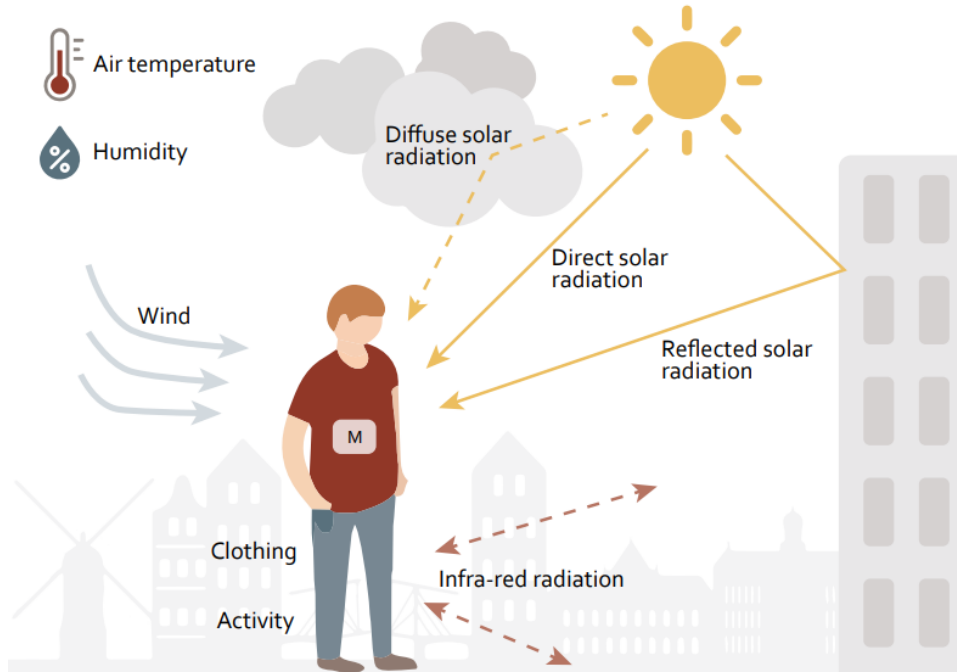 Air temperature
Humidity
%
Diffuse solar
radiation
Direct solar
radiation
Wind
Reflected solar
radiation
M
Clothing
Infra-red radiation
Activity